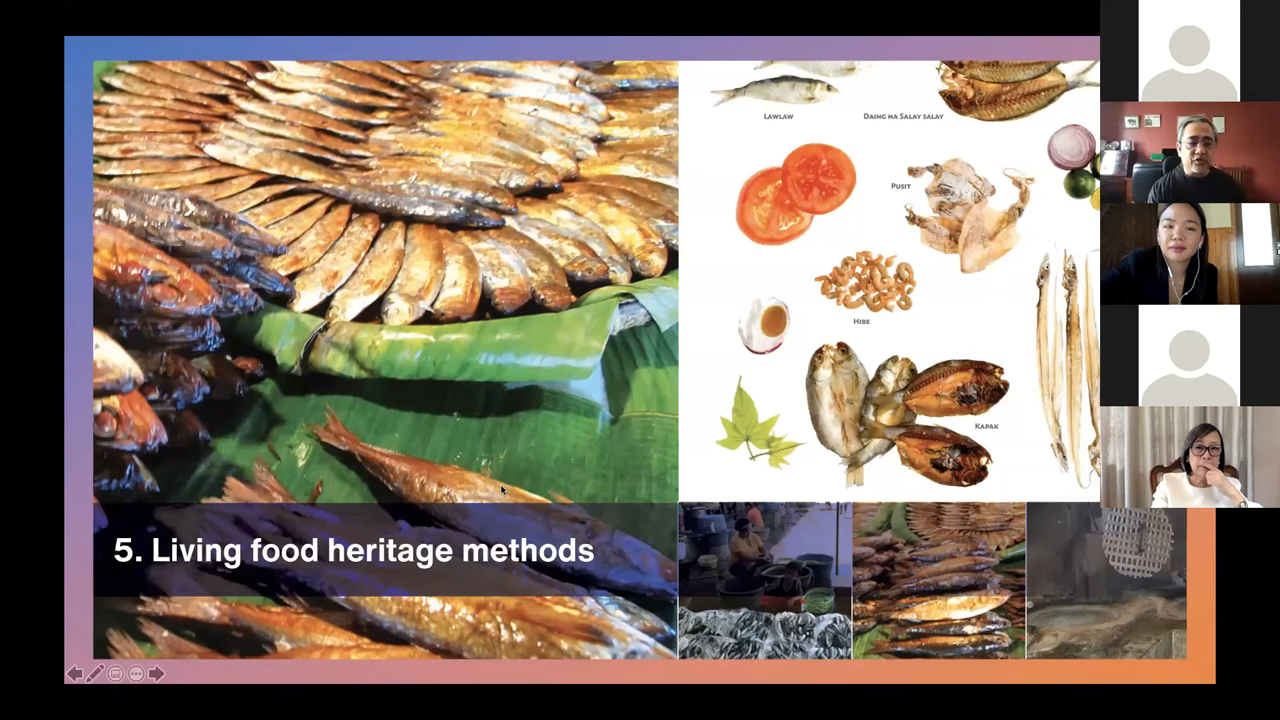 LAWLAW
DAING NA SALAY SALAY
PUSIT
HIBE
KAPAK
5. Living food heritage methods